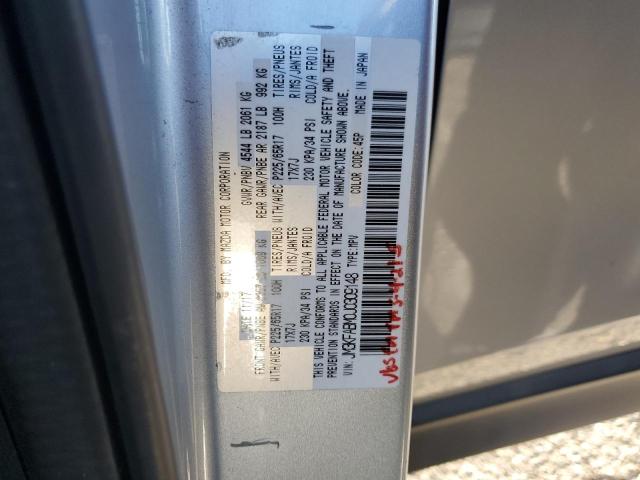 MFD. BY MAZDA MOTOR CORPORATION
DATE 11/17 GVWR/PNBV 4544 LB 2061 KG
FRONT GAWR/PNBE AV KG REAR GAWR/PNBE AR 2187 LB 992 KG
WITH/AVEC P225/65R17 100H TIRES/PNEUS WITH/AVEC P225/65R17 100H TIRES/PNEUS
17X7J RIMS/JANTES 17X7J RIMS/JANTES
230 KPA/34 PSI COLD/A FROID 230 KPA/34 PSI COLD/A FROID
THIS VEHICLE CONFORMS TO ALL APPLICABLE FEDERAL MOTOR VEHICLE SAFETY AND THEFT
PREVENTION STANDARDS IN EFFECT ON THE DATE OF MANUFACTURE SHOWN ABOVE.
VIN: JM3KFABM0J0309148 TYPE: MPV COLOR CODE: 45P MADE IN JAPAN